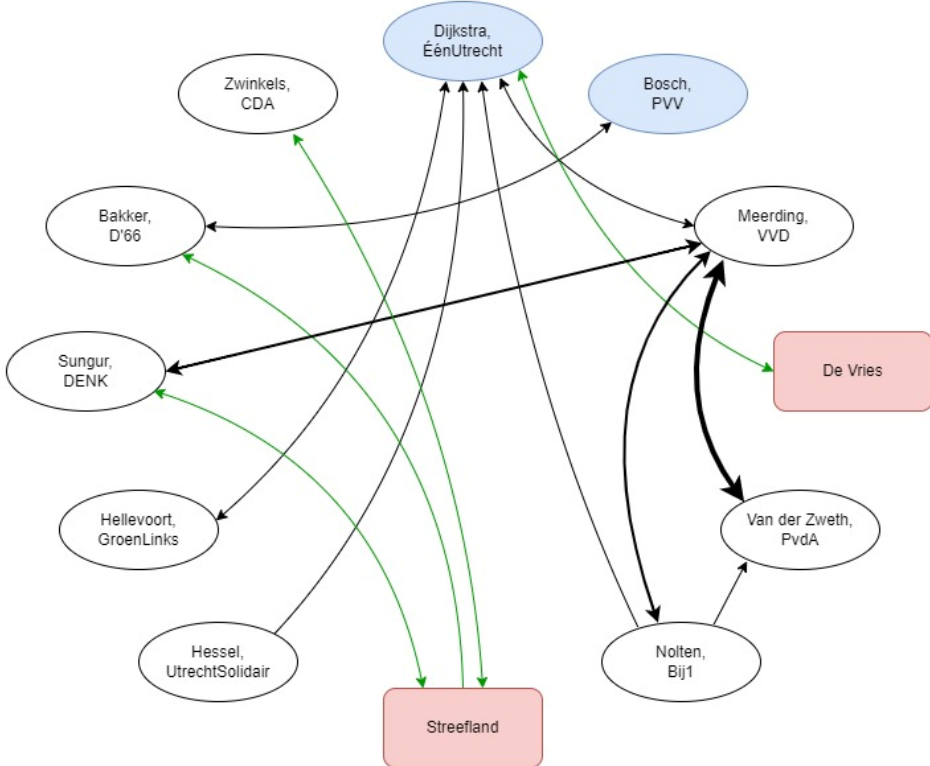 Dijkstra,
ÉénUtrecht
Zwinkels,
CDA
Bosch,
PVV
Bakker,
D'66
Meerding,
VVD
Sungur,
DENK
De Vries
Hellevoort,
GroenLinks
Van der Zweth,
PvdA
Hessel,
UtrechtSolidair
Nolten,
Bij1
Streefland